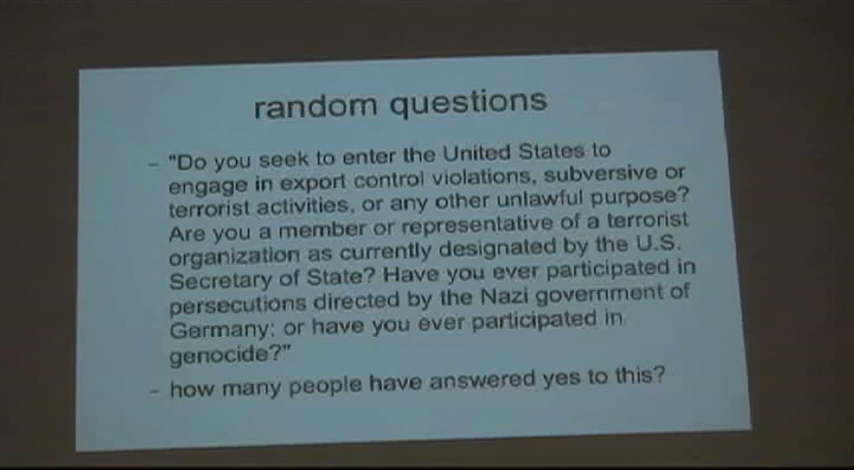 random questions
– "Do you seek to enter the United States to
engage in export control violations, subversive or
terrorist activities, or any other unlawful purpose?
Are you a member or representative of a terrorist
organization as currently designated by the U.S.
Secretary of State? Have you ever participated in
persecutions directed by the Nazi government of
Germany; or have you ever participated in
genocide?"
– how many people have answered yes to this?